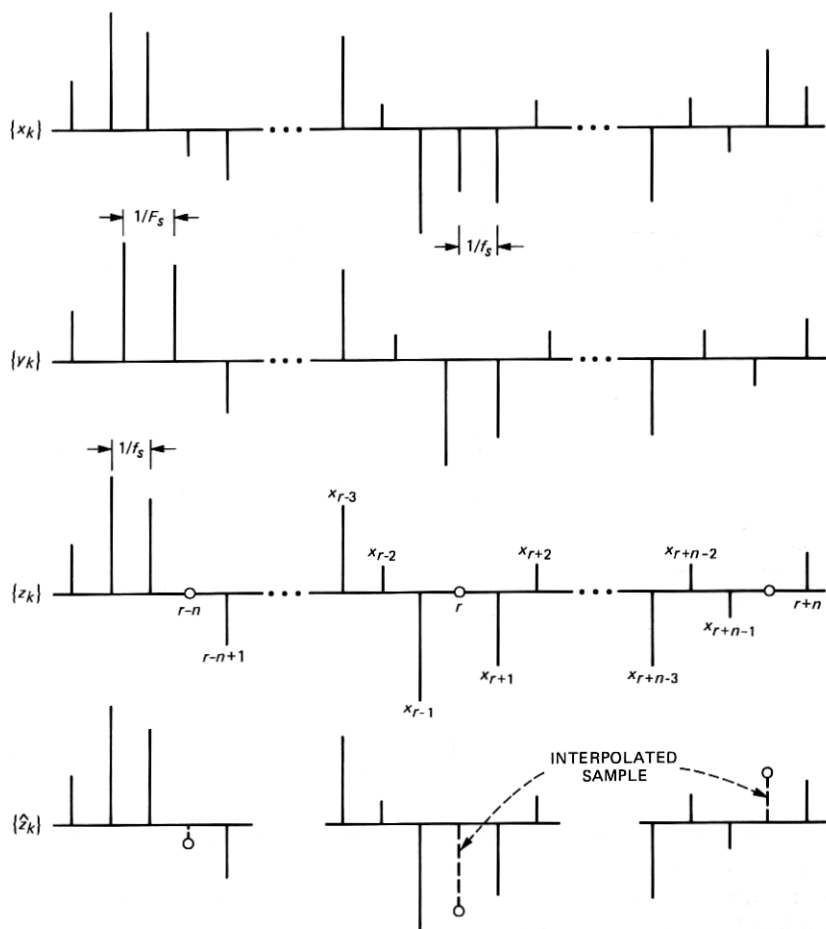 {x_k}
1/F_s
1/f_s
{y_k}
1/f_s
x_{r-3}
x_{r-2}
x_{r+2}
x_{r+n-2}
{z_k}
r-n
r
r+n
r-n+1
x_{r+1}
x_{r+n-1}
x_{r-1}
x_{r+n-3}
INTERPOLATED
SAMPLE
{ẑ_k}